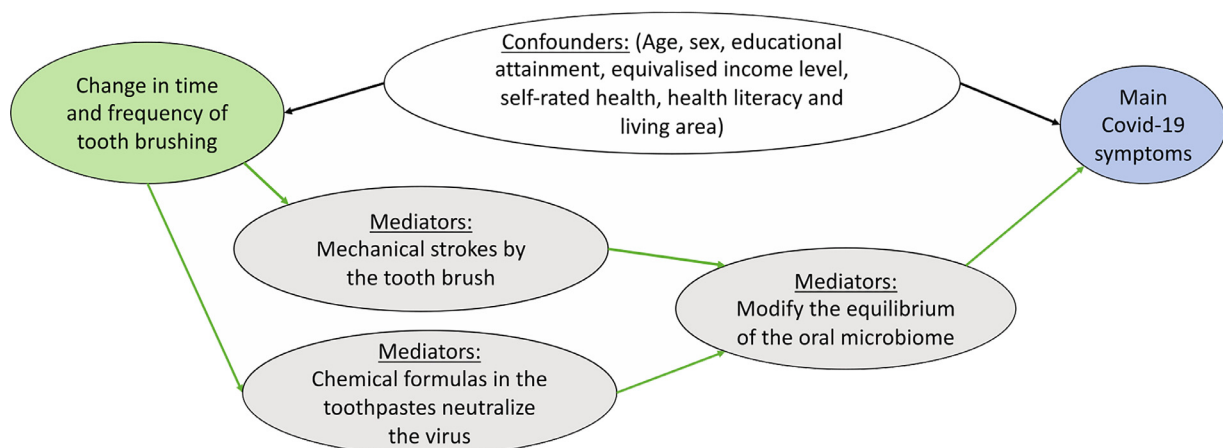 Confounders: (Age, sex, educational
attainment, equivalised income level,
self-rated health, health literacy and
living area)
Change in time
and frequency of
tooth brushing
Main
Covid-19
symptoms
Mediators:
Mechanical strokes by
the tooth brush
Mediators:
Modify the equilibrium
of the oral microbiome
Mediators:
Chemical formulas in the
toothpastes neutralize
the virus